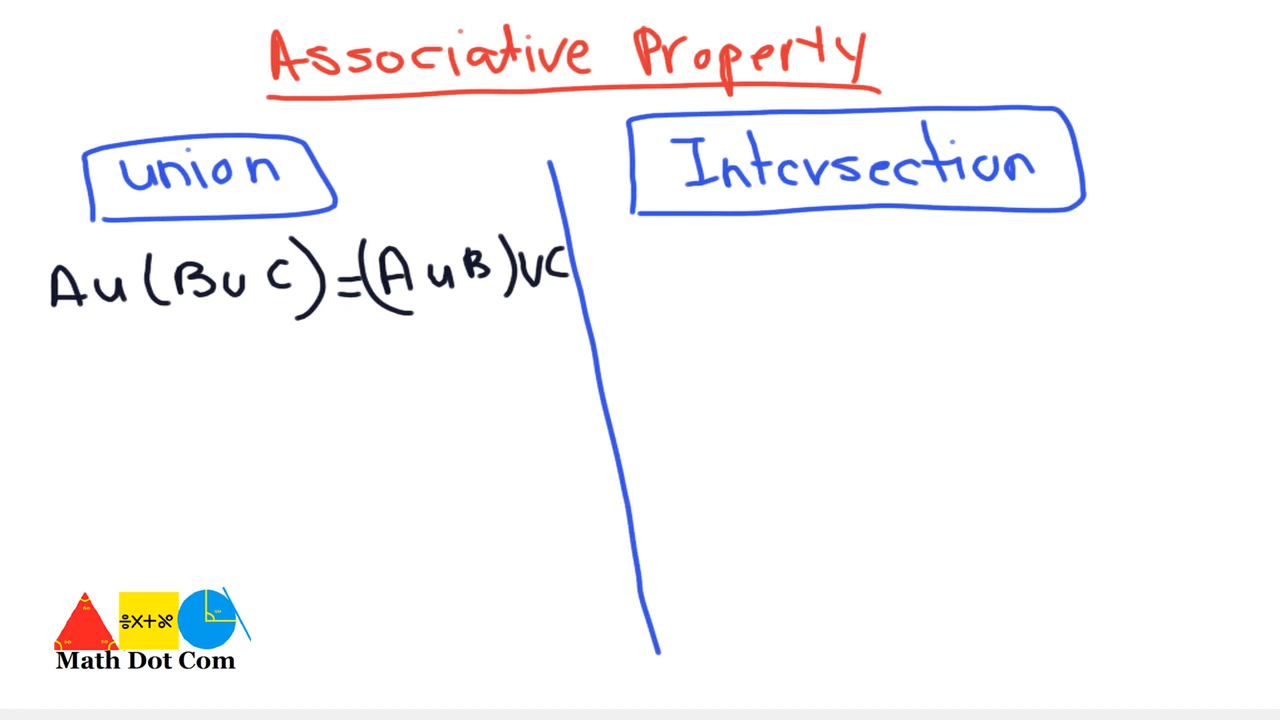 Associative Property
union
Intersection
A∪(B∪C)=(A∪B)∪C
÷x+%
Math Dot Com